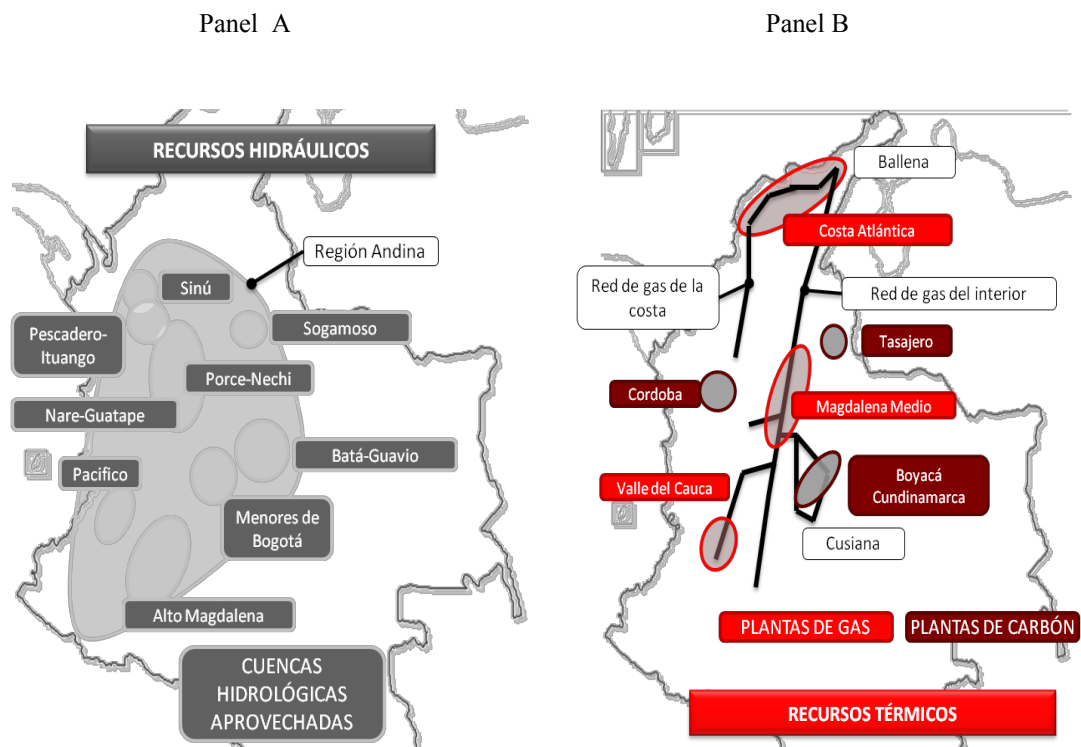 Panel A
Panel B
RECURSOS HIDRÁULICOS
Región Andina
Sinú
Pescadero-
Ituango
Sogamoso
Porce-Nechi
Nare-Guatape
Batá-Guavio
Pacifico
Menores de
Bogotá
Alto Magdalena
CUENCAS
HIDROLÓGICAS
APROVECHADAS
Ballena
Costa Atlántica
Red de gas de la
costa
Red de gas del interior
Tasajero
Cordoba
Magdalena Medio
Valle del Cauca
Boyacá
Cundinamarca
Cusiana
PLANTAS DE GAS
PLANTAS DE CARBÓN
RECURSOS TÉRMICOS